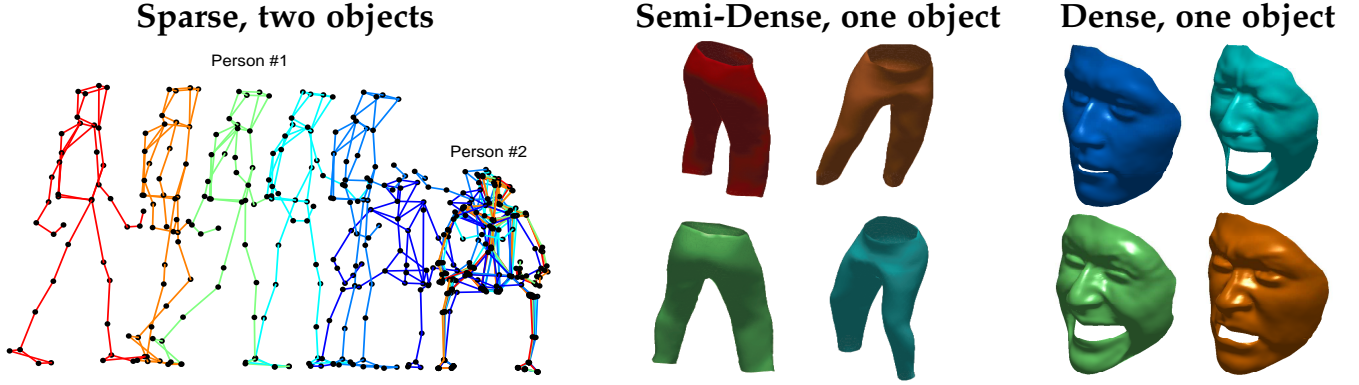 Sparse, two objects
Semi-Dense, one object
Dense, one object
Person #1
Person #2